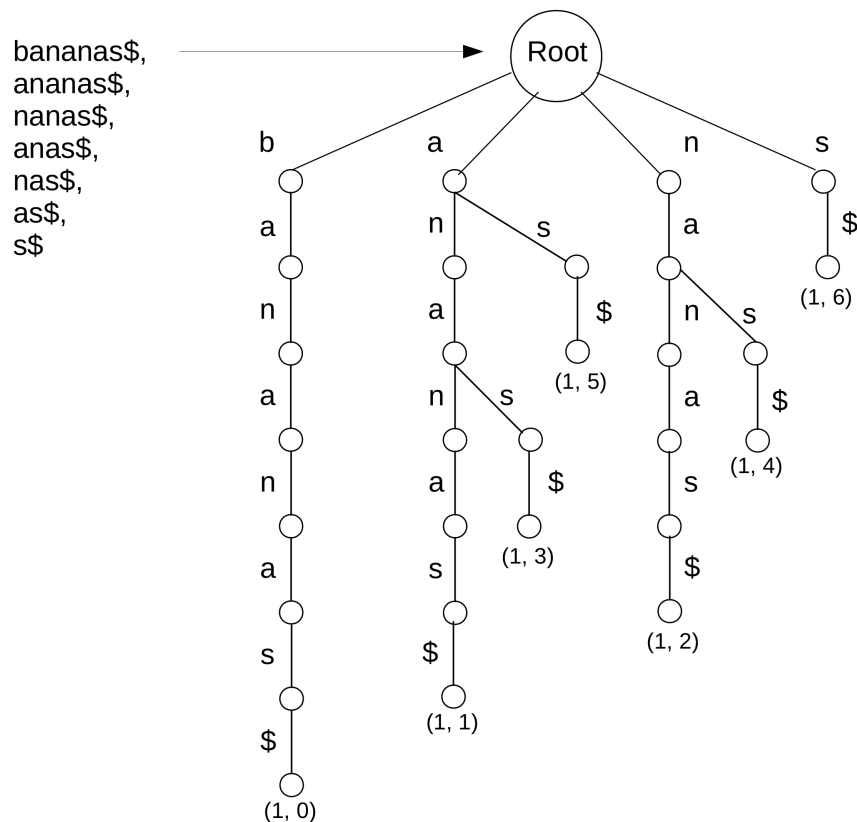 bananas$,
ananas$,
nanas$,
anas$,
nas$,
as$,
s$
Root
b a n s
a n s a $
(1, 6)
n a $ n s
(1, 5)
a n s a $
(1, 4)
n a $ s
(1, 3)
a s $
(1, 2)
s $
(1, 1)
$
(1, 0)